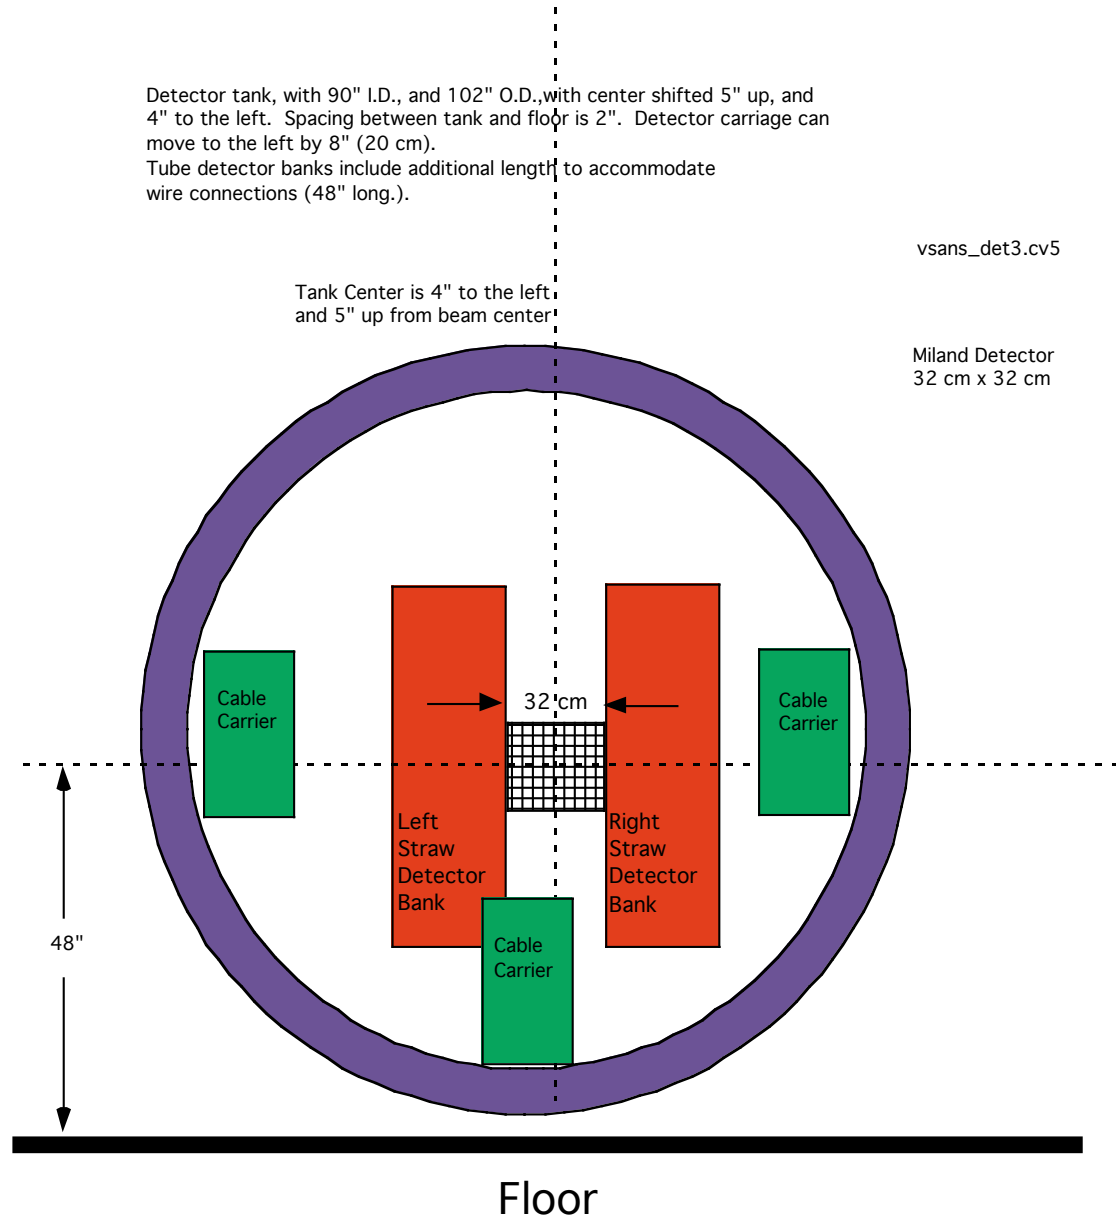 Detector tank, with 90" I.D., and 102" O.D.,with center shifted 5" up, and
4" to the left.  Spacing between tank and floor is 2".  Detector carriage can
move to the left by 8" (20 cm).
Tube detector banks include additional length to accommodate
wire connections (48" long.).
vsans_det3.cv5
Tank Center is 4" to the left
and 5" up from beam center
Miland Detector
32 cm x 32 cm
Cable
Carrier
32 cm
Cable
Carrier
Left
Straw
Detector
Bank
Right
Straw
Detector
Bank
48"
Cable
Carrier
Floor